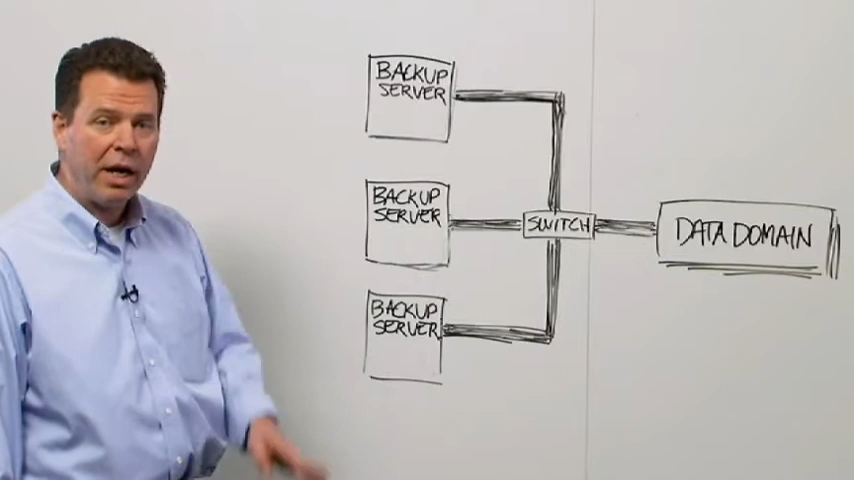 BACKUP
SERVER
BACKUP
SERVER
SWITCH
DATA DOMAIN
BACKUP
SERVER